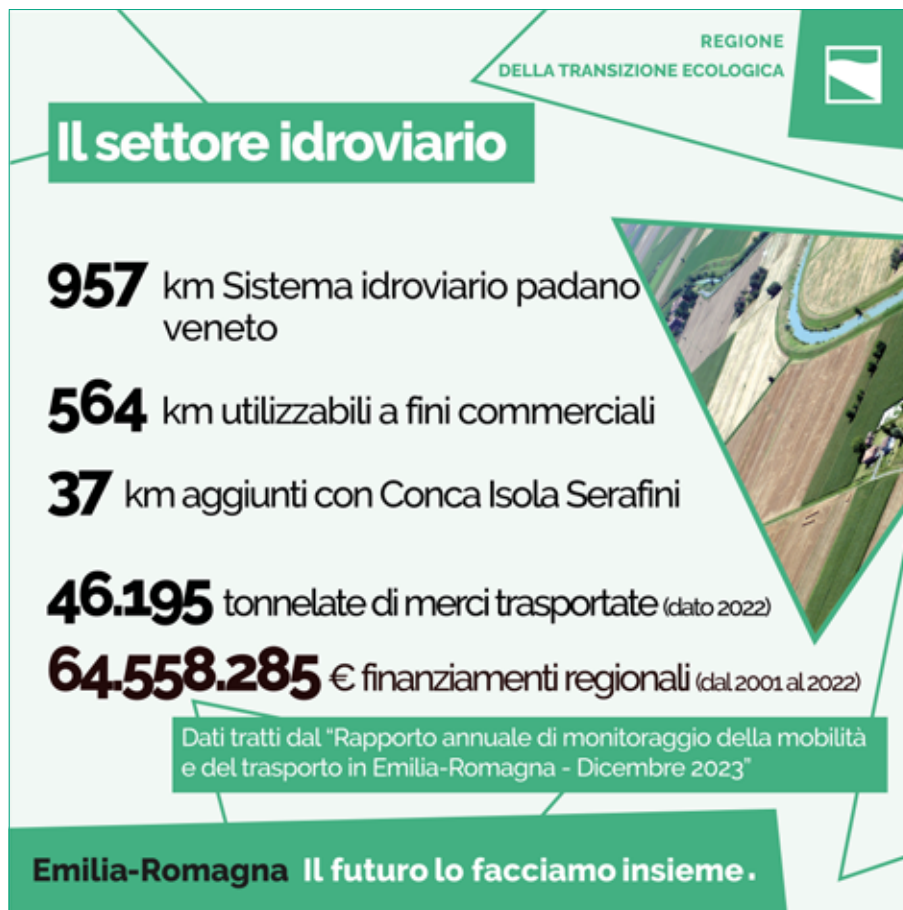 REGIONE
DELLA TRANSIZIONE ECOLOGICA
Il settore idroviario
957 km Sistema idroviario padano
veneto
564 km utilizzabili a fini commerciali
37 km aggiunti con Conca Isola Serafini
46.195 tonnelate di merci trasportate (dato 2022)
64.558.285 € finanziamenti regionali (dal 2001 al 2022)
Dati tratti dal “Rapporto annuale di monitoraggio della mobilità
e del trasporto in Emilia-Romagna - Dicembre 2023”
Emilia-Romagna Il futuro lo facciamo insieme.